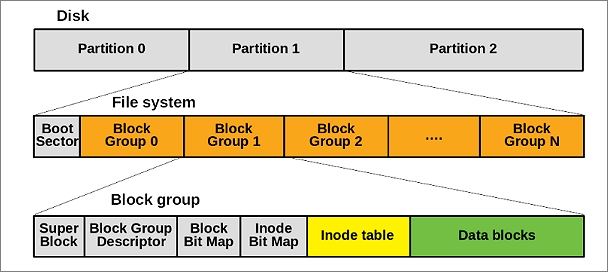 Disk
Partition 0 Partition 1 Partition 2
File system
Boot Block Block Block .... Block
Sector Group 0 Group 1 Group 2 Group N
Block group
Super Block Group Block Inode Inode table Data blocks
Block Descriptor Bit Map Bit Map